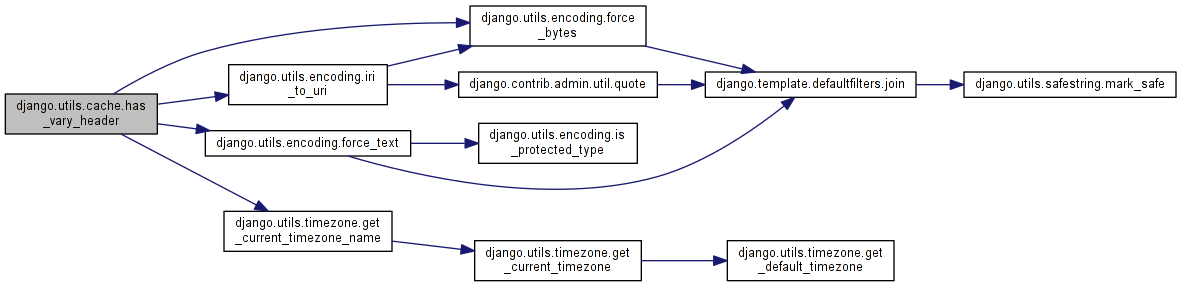 django.utils.cache.has
_vary_header
django.utils.encoding.force
_bytes
django.utils.encoding.iri
_to_uri
django.contrib.admin.util.quote
django.template.defaultfilters.join
django.utils.safestring.mark_safe
django.utils.encoding.force_text
django.utils.encoding.is
_protected_type
django.utils.timezone.get
_current_timezone_name
django.utils.timezone.get
_current_timezone
django.utils.timezone.get
_default_timezone